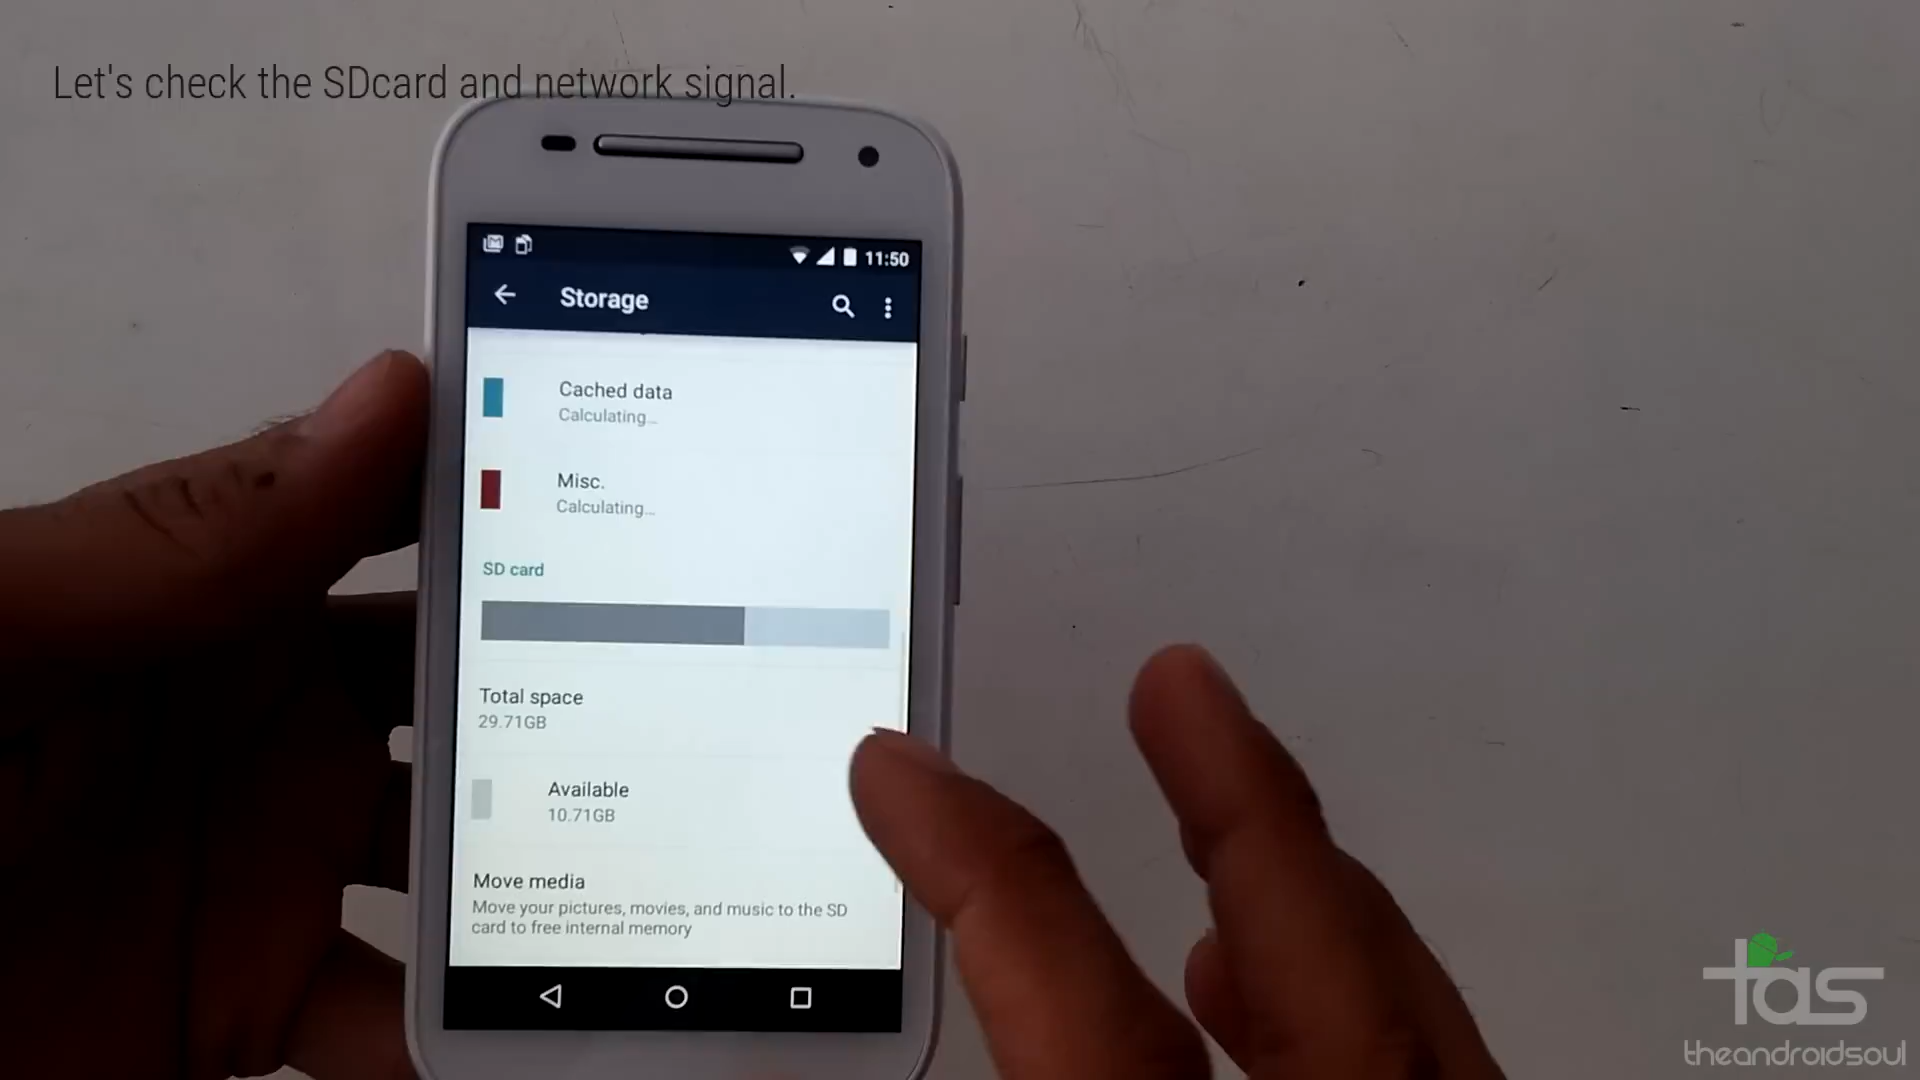 Let's check the SDcard and network signal.
11:50
Storage
Cached data
Calculating...
Misc.
Calculating...
SD card
Total space
29.71GB
Available
10.71GB
Move media
Move your pictures, movies, and music to the SD
card to free internal memory
tas
theandroidsoul